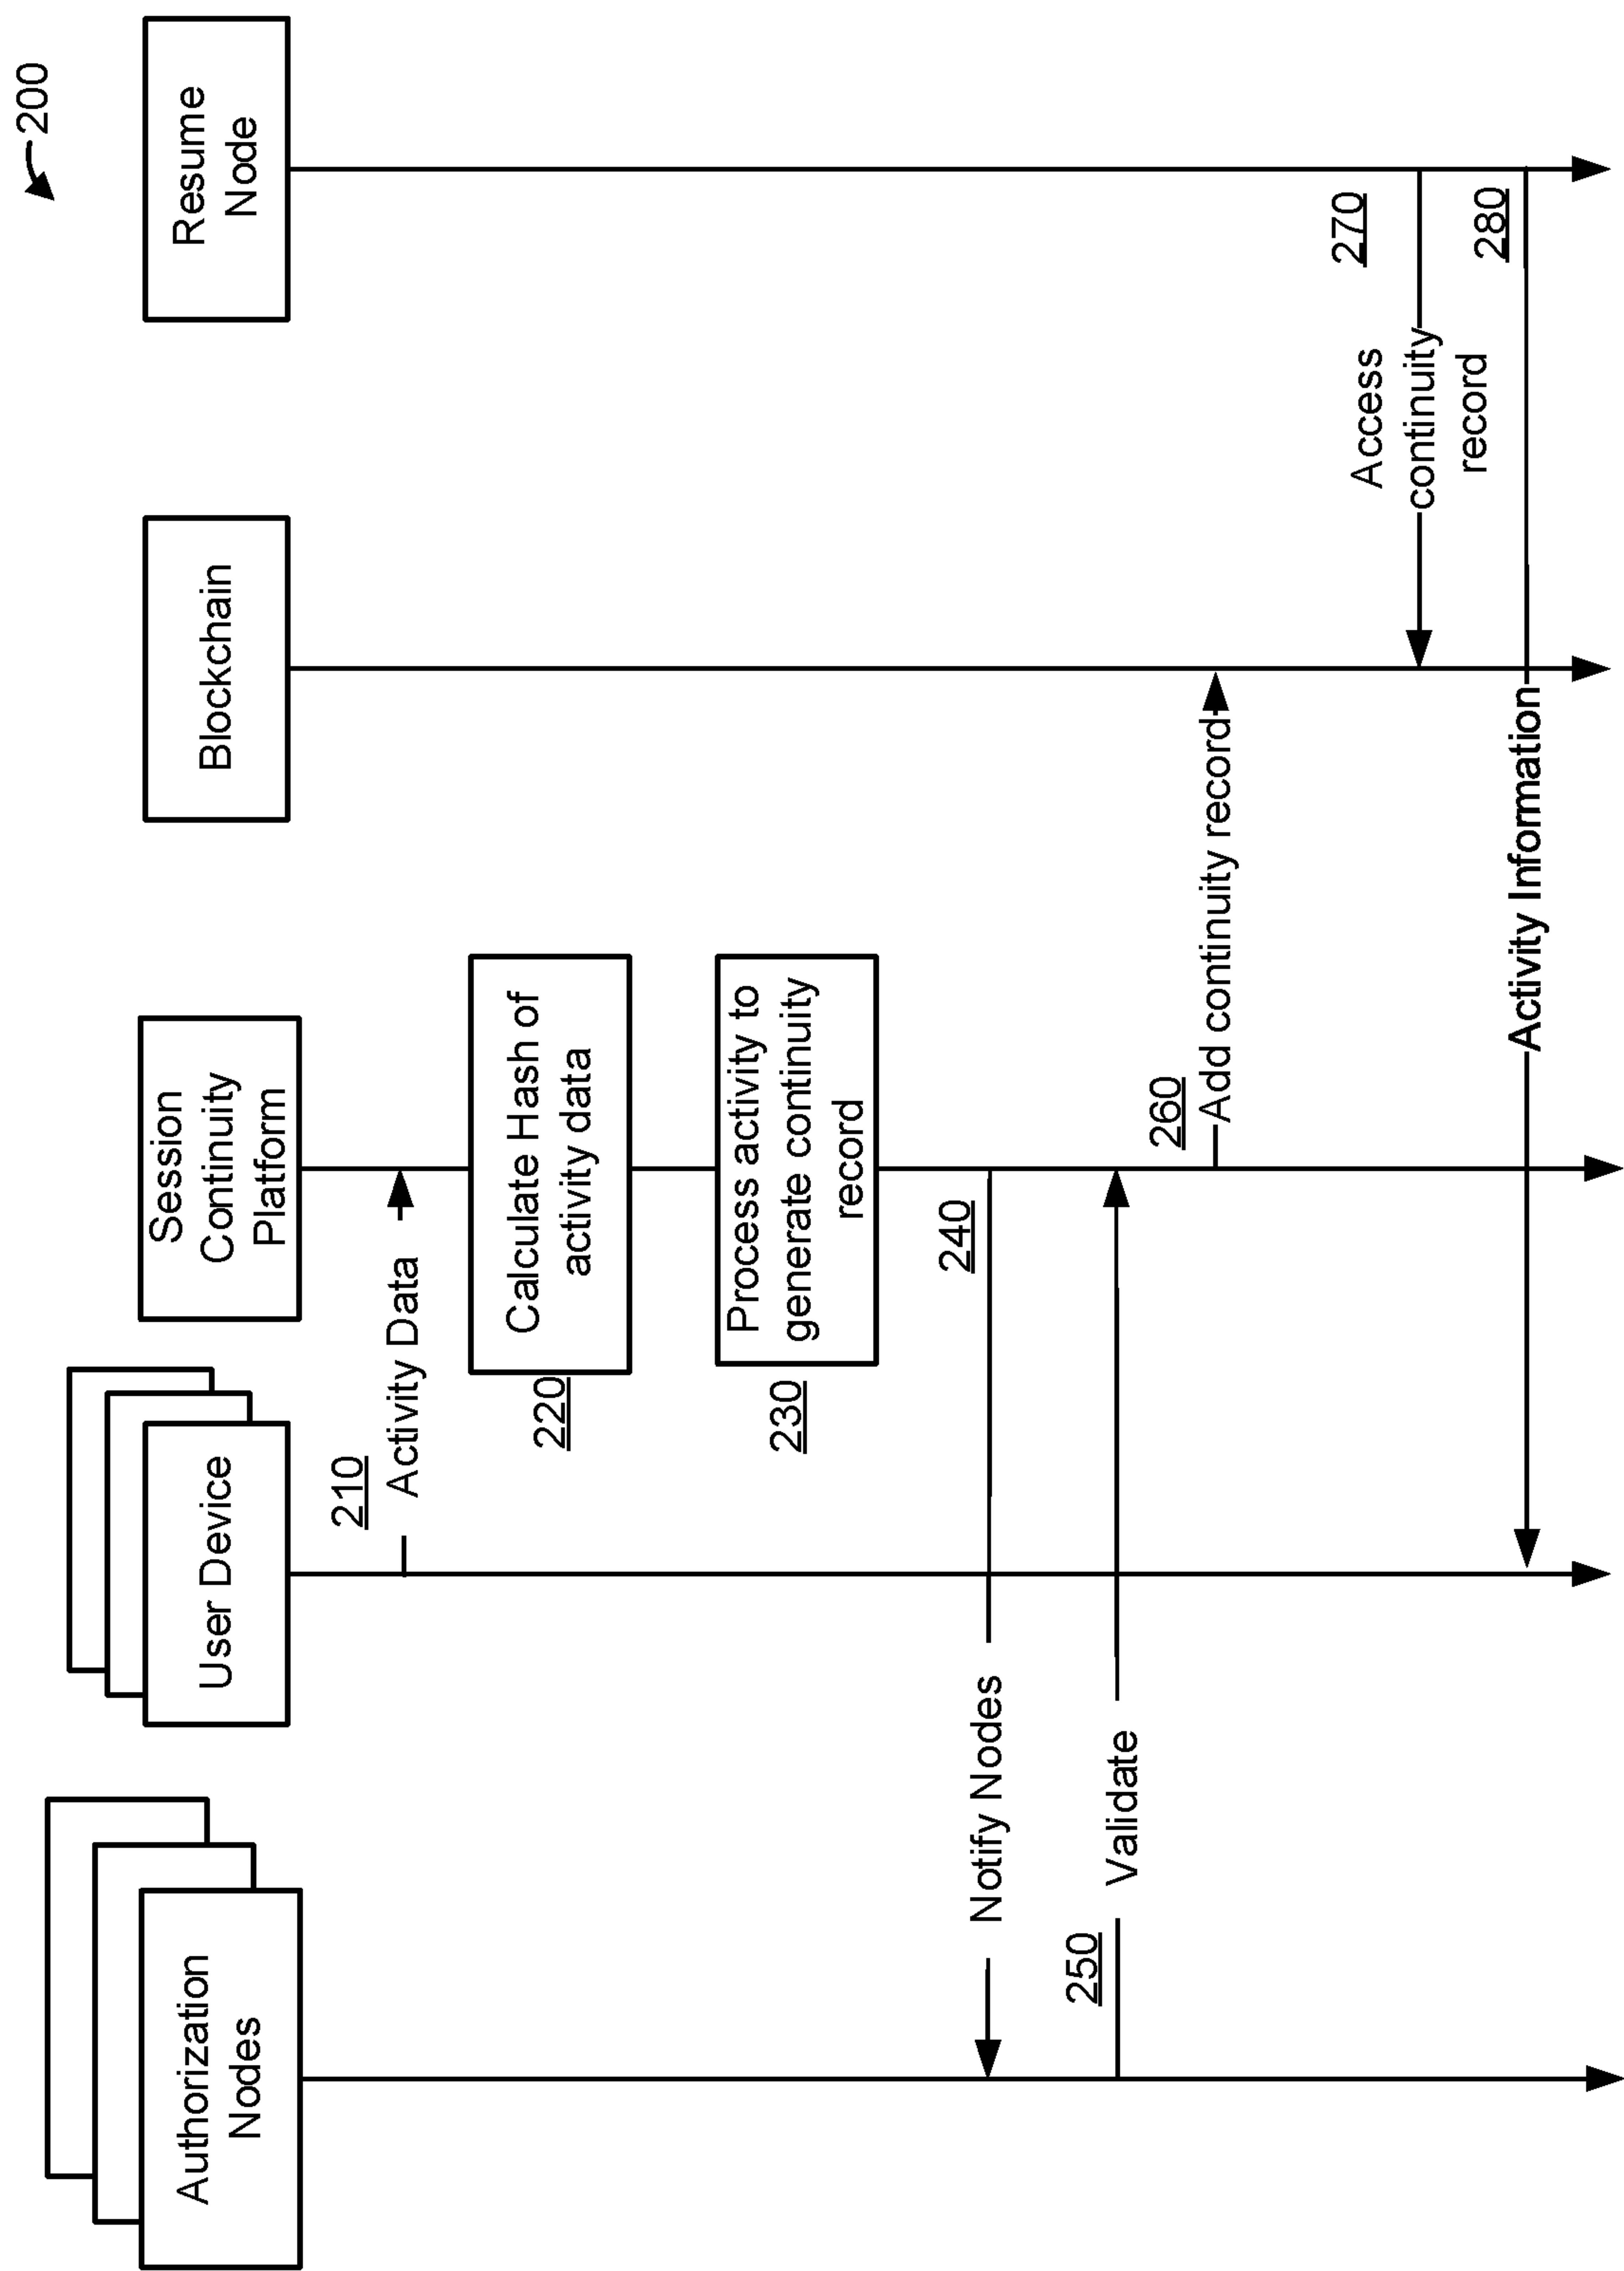 200
Authorization
Nodes
User Device
Session
Continuity
Platform
Blockchain
Resume
Node
210
Activity Data
Calculate Hash of
activity data
220
Process activity to
generate continuity
record
230
240
Notify Nodes
250
Validate
260
Add continuity record
270
Access
continuity
record
280
Activity Information